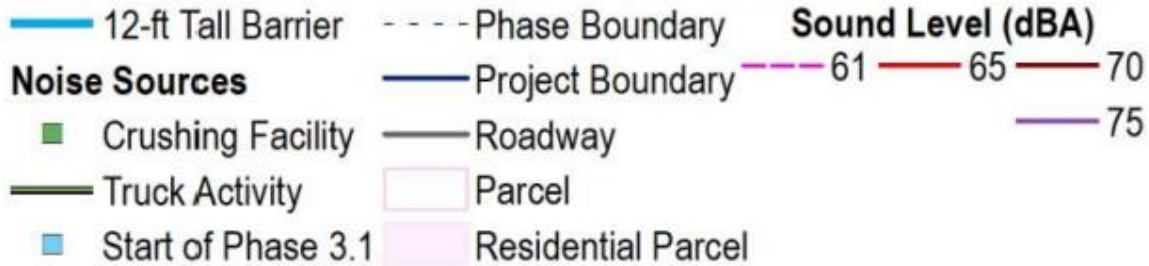 12-ft Tall Barrier
Noise Sources
Crushing Facility
Truck Activity
Start of Phase 3.1
Phase Boundary
Project Boundary
Roadway
Parcel
Residential Parcel
Sound Level (dBA)
61 65 70
75